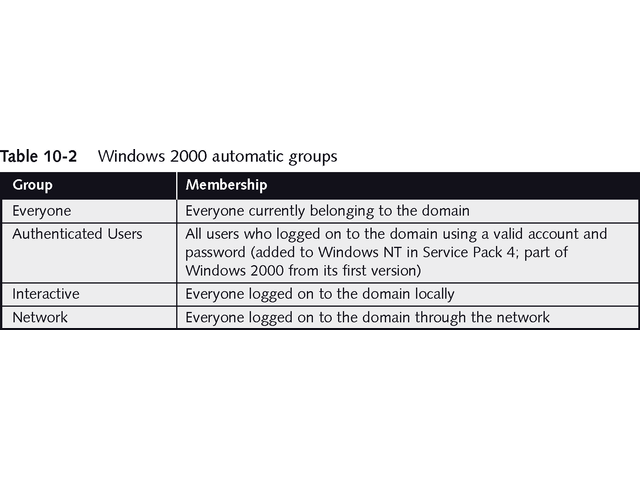 Table 10-2 Windows 2000 automatic groups
Group Membership
Everyone Everyone currently belonging to the domain
Authenticated Users All users who logged on to the domain using a valid account and
password (added to Windows NT in Service Pack 4; part of
Windows 2000 from its first version)
Interactive Everyone logged on to the domain locally
Network Everyone logged on to the domain through the network